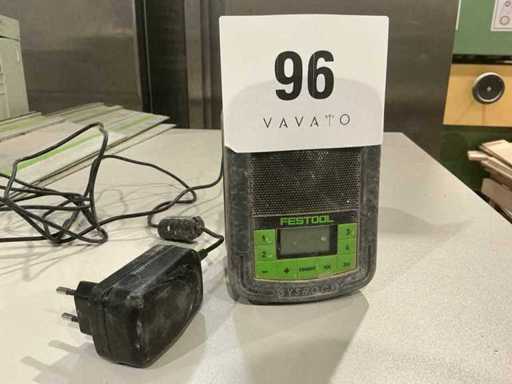 96
VAVATO
FESTOOL
1 3
2 4
− +
SYSROCK